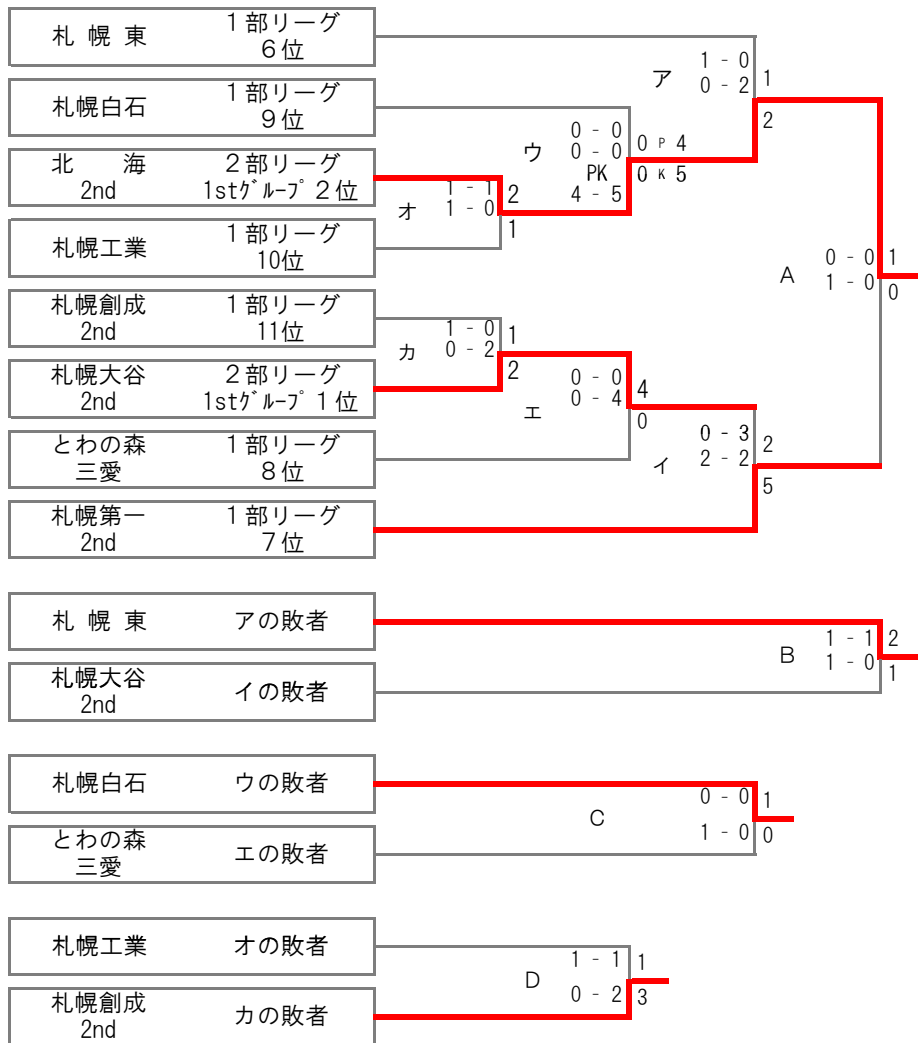 札 幌 東 １部リーグ
６位
札幌白石 １部リーグ
９位
北　　海 ２部リーグ
2nd 1stｸﾞﾙｰﾌﾟ２位
札幌工業 １部リーグ
10位
札幌創成 １部リーグ
2nd 11位
札幌大谷 ２部リーグ
2nd 1stｸﾞﾙｰﾌﾟ１位
とわの森 １部リーグ
三愛 ８位
札幌第一 １部リーグ
2nd ７位
ア 1 - 0 1
0 - 2 2
ウ 0 - 0 0 P 4
0 - 0 0 K 5
PK
4 - 5
オ 1 - 1 2
1 - 0 1
A 0 - 0 1
1 - 0 0
カ 1 - 0 1
0 - 2 2
エ 0 - 0 4
0 - 4 0
イ 0 - 3 2
2 - 2 5
札 幌 東 アの敗者
札幌大谷 イの敗者
2nd
B 1 - 1 2
1 - 0 1
札幌白石 ウの敗者
とわの森 エの敗者
三愛
C 0 - 0 1
1 - 0 0
札幌工業 オの敗者
札幌創成 カの敗者
2nd
D 1 - 1 1
0 - 2 3